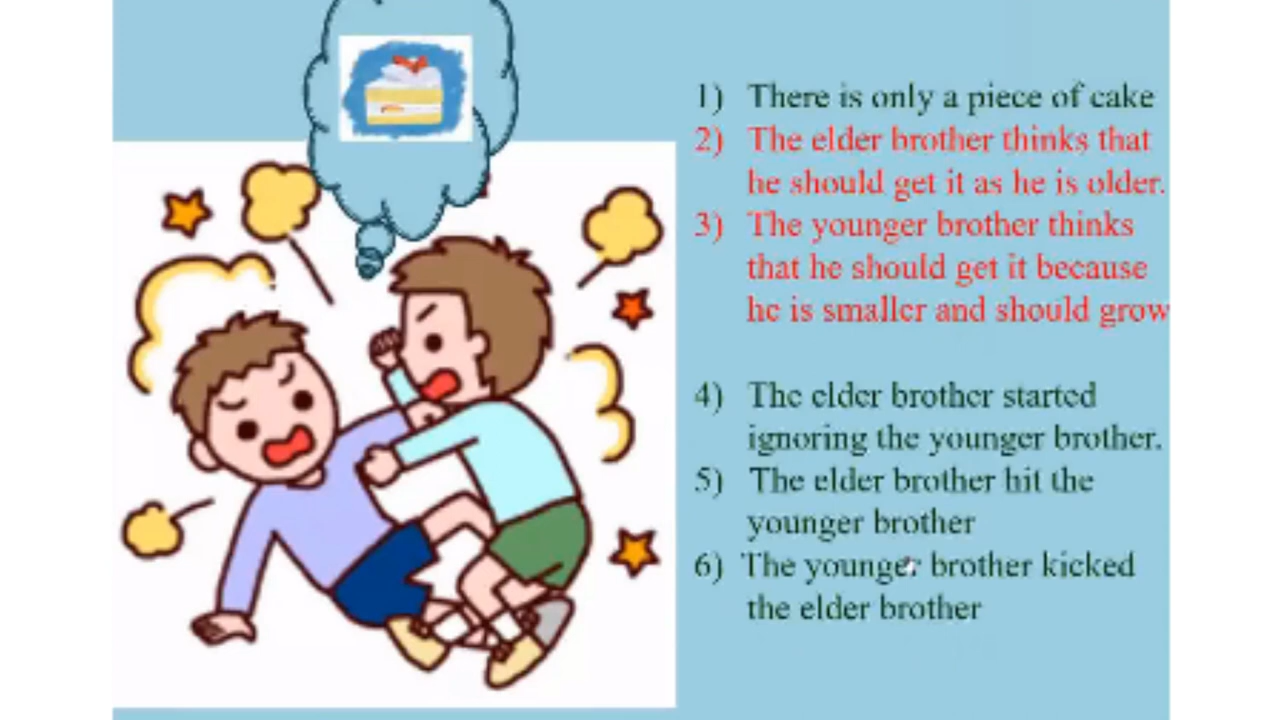 1) There is only a piece of cake
2) The elder brother thinks that
he should get it as he is older.
3) The younger brother thinks
that he should get it because
he is smaller and should grow
4) The elder brother started
ignoring the younger brother.
5) The elder brother hit the
younger brother
6) The younger brother kicked
the elder brother